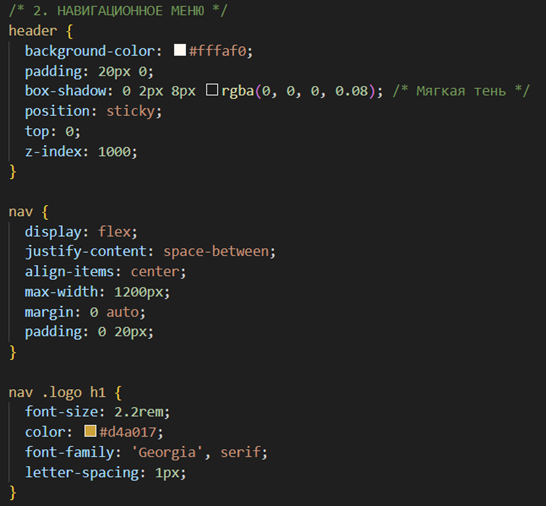 /* 2. НАВИГАЦИОННОЕ МЕНЮ */
header {
background-color: #fffaf0;
padding: 20px 0;
box-shadow: 0 2px 8px rgba(0, 0, 0, 0.08); /* Мягкая тень */
position: sticky;
top: 0;
z-index: 1000;
}
nav {
display: flex;
justify-content: space-between;
align-items: center;
max-width: 1200px;
margin: 0 auto;
padding: 0 20px;
}
nav .logo h1 {
font-size: 2.2rem;
color: #d4a017;
font-family: 'Georgia', serif;
letter-spacing: 1px;
}